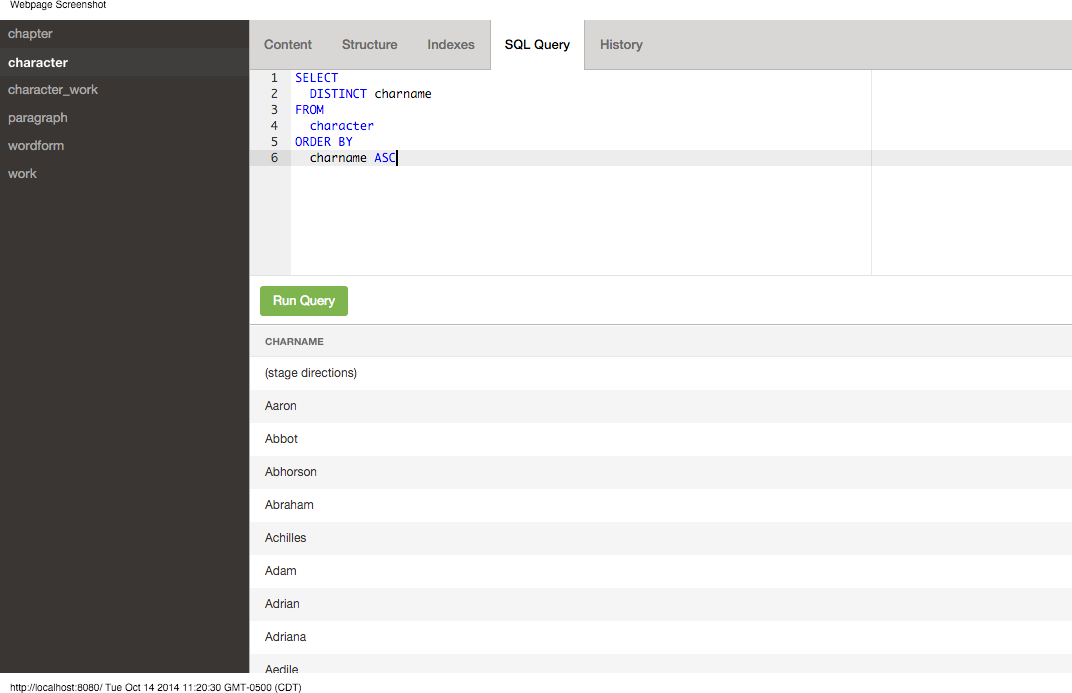 Webpage Screenshot
chapter
character
character_work
paragraph
wordform
work
Content Structure Indexes SQL Query History
1 SELECT
2 DISTINCT charname
3 FROM
4 character
5 ORDER BY
6 charname ASC
Run Query
CHARNAME
(stage directions)
Aaron
Abbot
Abhorson
Abraham
Achilles
Adam
Adrian
Adriana
Aedile
http://localhost:8080/ Tue Oct 14 2014 11:20:30 GMT-0500 (CDT)